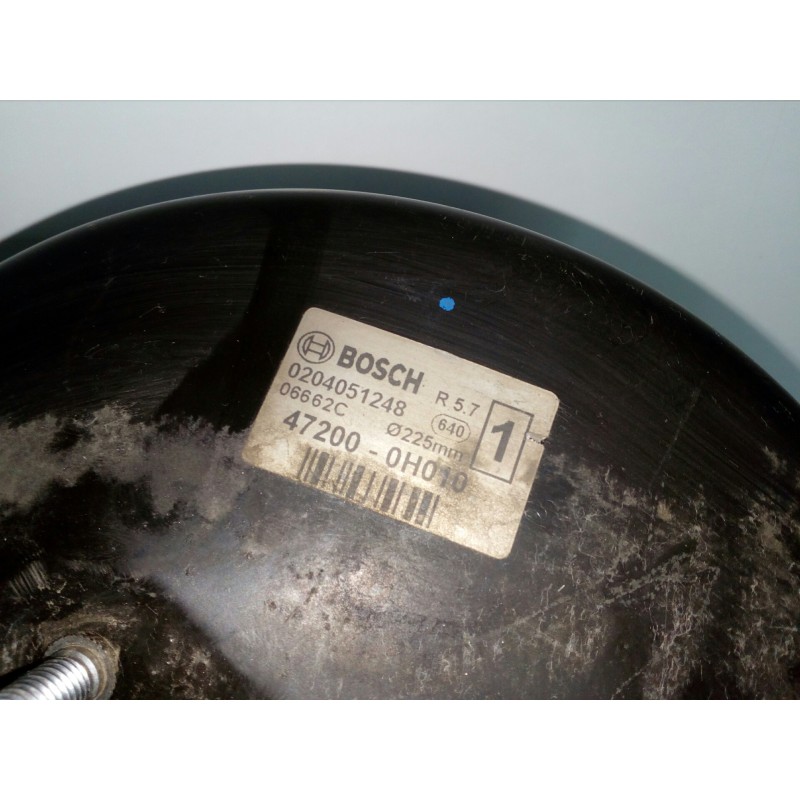 BOSCH
0204051248 R 5.7
06662C Ø225mm 640 1
47200 - 0H010